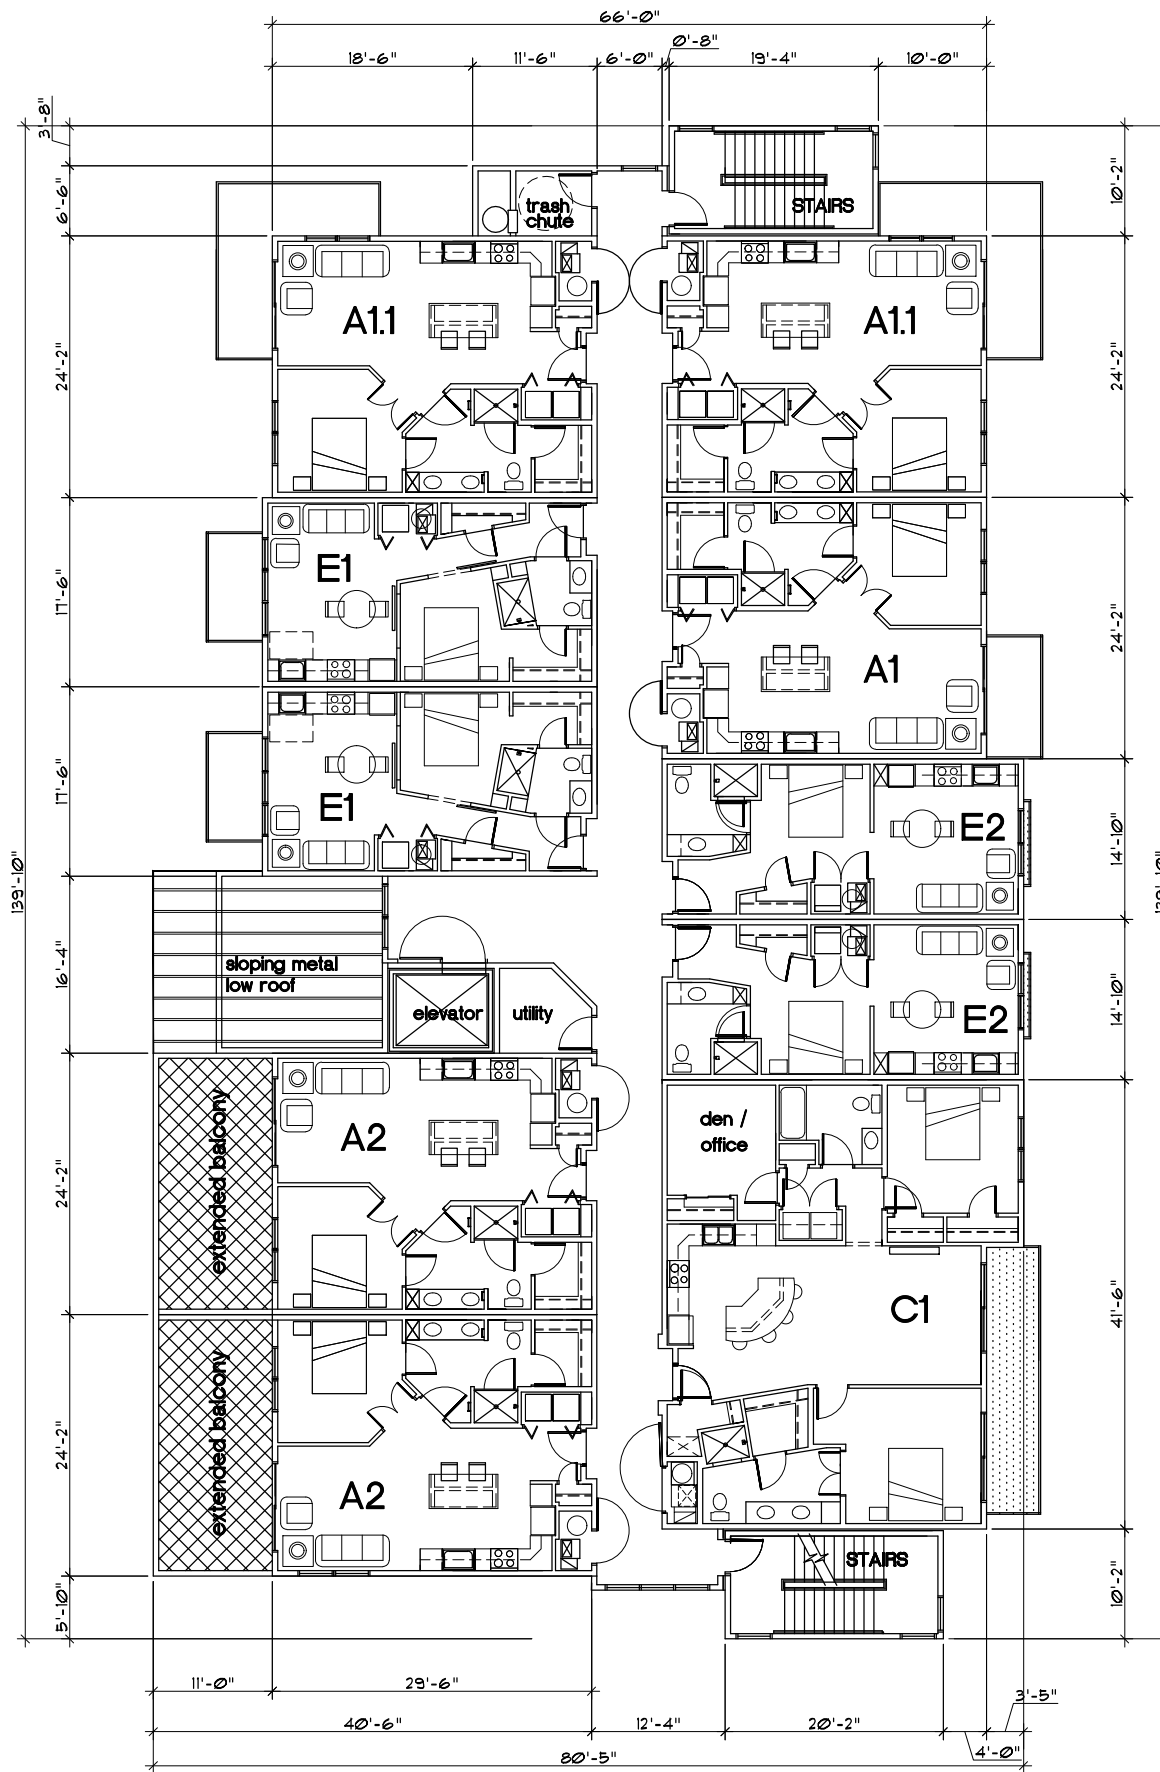 66'-0"
0'-8"
18'-6"
11'-6"
6'-0"
19'-4"
10'-0"
3'-8"
10'-2"
6'-6"
trash
chute
STAIRS
A1.1
A1.1
24'-2"
24'-2"
E1
17'-6"
A1
24'-2"
E1
17'-6"
E2
14'-10"
139'-10"
139'-10"
sloping metal
low roof
16'-4"
elevator
utility
E2
14'-10"
extended balcony
A2
den /
office
24'-2"
C1
41'-6"
extended balcony
A2
24'-2"
STAIRS
5'-10"
10'-2"
11'-0"
29'-6"
3'-5"
40'-6"
12'-4"
20'-2"
4'-0"
80'-5"